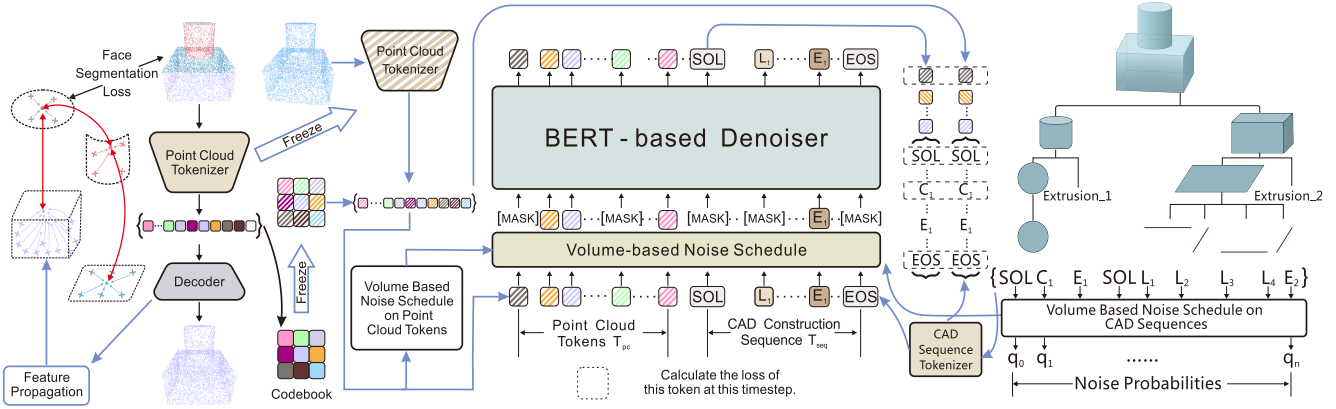 Face
Segmentation
Loss
Point Cloud
Tokenizer
{ ······ }
Decoder
Feature
Propagation
Codebook
Freeze
Freeze
Point Cloud
Tokenizer
{ ······ }
Volume Based
Noise Schedule
on Point
Cloud Tokens
SOL L1 E1 EOS
BERT - based Denoiser
[MASK] [MASK] [MASK] [MASK] E1 [MASK]
Volume-based Noise Schedule
SOL L1 E1 EOS
Point Cloud
Tokens Tpc
CAD Construction
Sequence Tseq
Calculate the loss of
this token at this timestep.
SOL SOL
C1 C1
E1 E1
EOS EOS
CAD
Sequence
Tokenizer
Extrusion_1
Extrusion_2
{SOL C1 E1 SOL L1 L2 L3 L4 E2}
Volume Based Noise Schedule on
CAD Sequences
q0 q1 ...... qn
Noise Probabilities